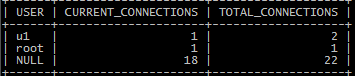 | USER | CURRENT_CONNECTIONS | TOTAL_CONNECTIONS |
| u1 | 1 | 2 |
| root | 1 | 1 |
| NULL | 18 | 22 |